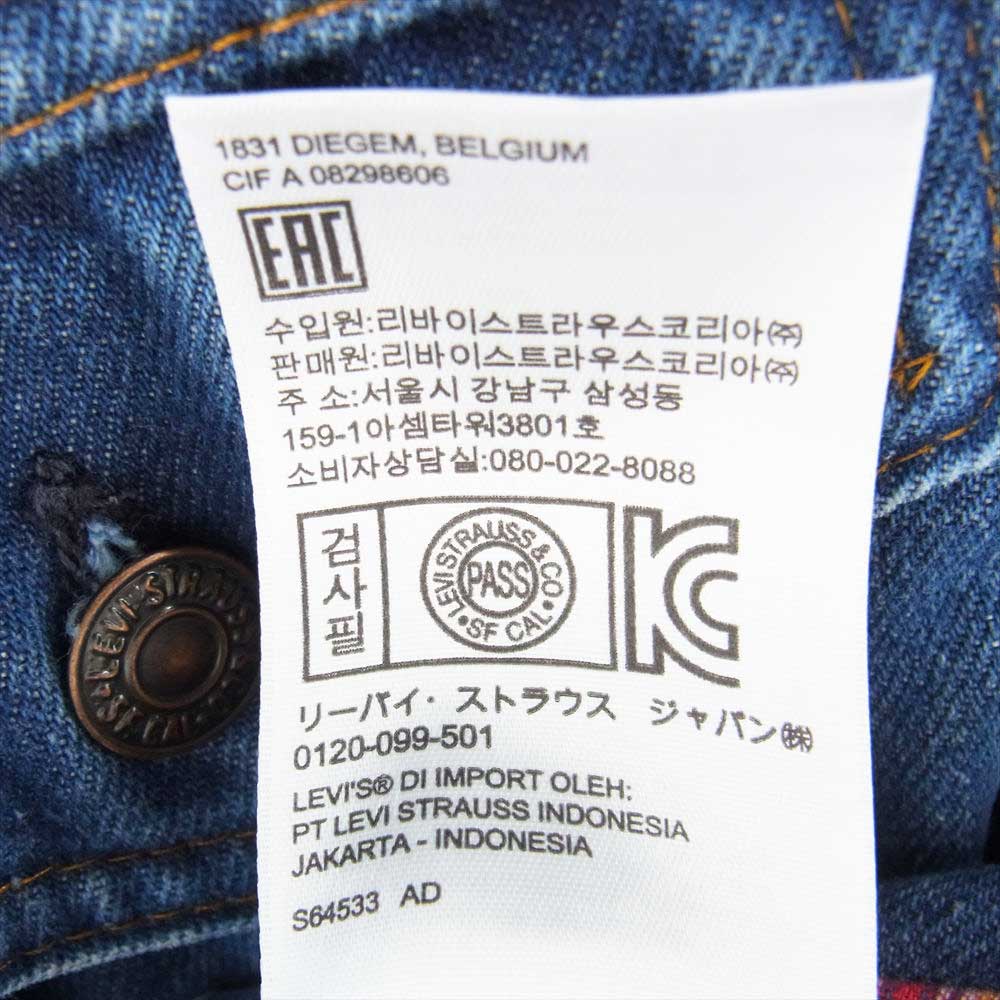 1831 DIEGEM, BELGIUM
CIF A 08298606
EAC
수입원:리바이스트라우스코리아㈜
판매원:리바이스트라우스코리아㈜
주 소:서울시 강남구 삼성동
159-1아셈타워3801호
소비자상담실:080-022-8088
검사필
LEVI STRAUSS & CO
PASS
• SF CAL •
KC
リーバイ・ストラウス ジャパン㈱
0120-099-501
LEVI'S® DI IMPORT OLEH:
PT LEVI STRAUSS INDONESIA
JAKARTA - INDONESIA
S64533 AD
LEVI STRAUSS